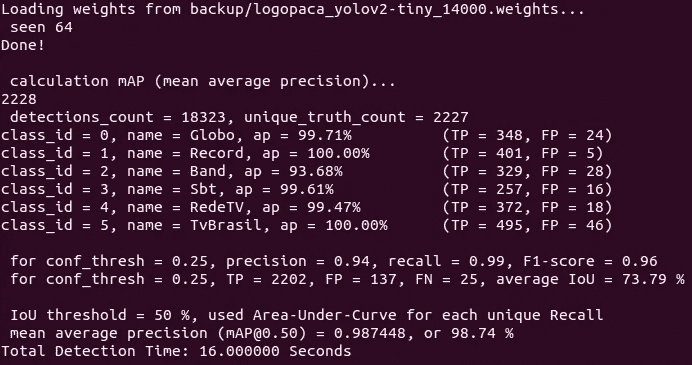 Loading weights from backup/logopaca_yolov2-tiny_14000.weights...
seen 64
Done!
calculation mAP (mean average precision)...
2228
detections_count = 18323, unique_truth_count = 2227
class_id = 0, name = Globo, ap = 99.71% (TP = 348, FP = 24)
class_id = 1, name = Record, ap = 100.00% (TP = 401, FP = 5)
class_id = 2, name = Band, ap = 93.68% (TP = 329, FP = 28)
class_id = 3, name = Sbt, ap = 99.61% (TP = 257, FP = 16)
class_id = 4, name = RedeTV, ap = 99.47% (TP = 372, FP = 18)
class_id = 5, name = TvBrasil, ap = 100.00% (TP = 495, FP = 46)
for conf_thresh = 0.25, precision = 0.94, recall = 0.99, F1-score = 0.96
for conf_thresh = 0.25, TP = 2202, FP = 137, FN = 25, average IoU = 73.79 %
IoU threshold = 50 %, used Area-Under-Curve for each unique Recall
mean average precision (mAP@0.50) = 0.987448, or 98.74 %
Total Detection Time: 16.000000 Seconds